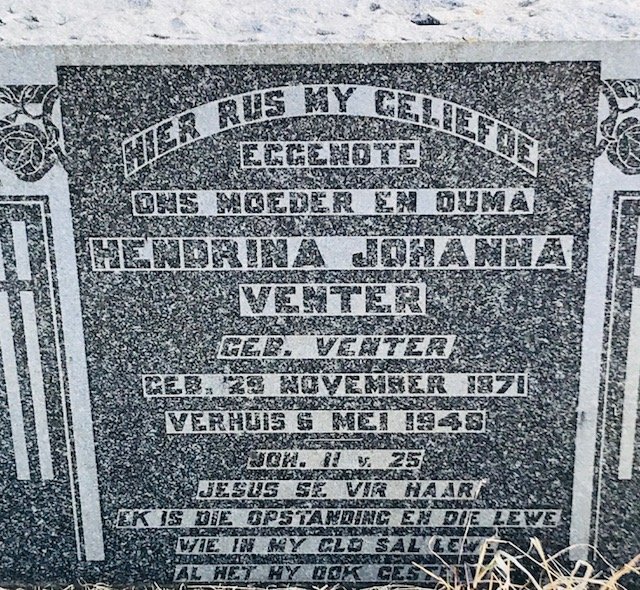 HIER RUS MY GELIEFDE
EGGENOTE
ONS MOEDER EN OUMA
HENDRINA JOHANNA
VENTER
GEB. VENTER
GEB. 29 NOVEMBER 1871
VERHUIS 6 MEI 1948
JOH. 11 v. 25
JESUS SE VIR HAAR
EK IS DIE OPSTANDING EN DIE LEWE
WIE IN MY GLO SAL LEWE
AL HET HY OOK